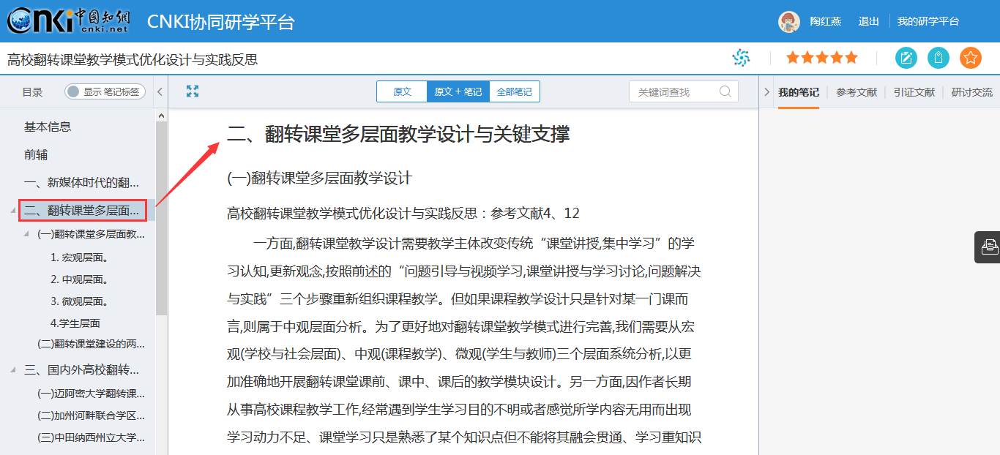 CNKI中国知网
cnki.net
CNKI协同研学平台
陶红燕 退出 我的研学平台
高校翻转课堂教学模式优化设计与实践反思
目录 显示 笔记标签
原文 原文 + 笔记 全部笔记
关键词查找
我的笔记 参考文献 引证文献 研讨交流
基本信息
前辅
一、新媒体时代的翻...
二、翻转课堂多层面...
(一)翻转课堂多层面教...
1. 宏观层面。
2. 中观层面。
3. 微观层面。
4.学生层面
(二)翻转课堂建设的两...
三、国内外高校翻转...
(一)迈阿密大学翻转课...
(二)加州河畔联合学区...
(三)中田纳西州立大学...
二、翻转课堂多层面教学设计与关键支撑
(一)翻转课堂多层面教学设计
高校翻转课堂教学模式优化设计与实践反思：参考文献4、12
一方面,翻转课堂教学设计需要教学主体改变传统“课堂讲授,集中学习”的学
习认知,更新观念,按照前述的“问题引导与视频学习,课堂讲授与学习讨论,问题解决
与实践”三个步骤重新组织课程教学。但如果课程教学设计只是针对某一门课而
言,则属于中观层面分析。为了更好地对翻转课堂教学模式进行完善,我们需要从宏
观(学校与社会层面)、中观(课程教学)、微观(学生与教师)三个层面系统分析,以更
加准确地开展翻转课堂课前、课中、课后的教学模块设计。另一方面,因作者长期
从事高校课程教学工作,经常遇到学生学习目的不明或者感觉所学内容无用而出现
学习动力不足、课堂学习只是熟悉了某个知识点但不能将其融会贯通、学习重知识